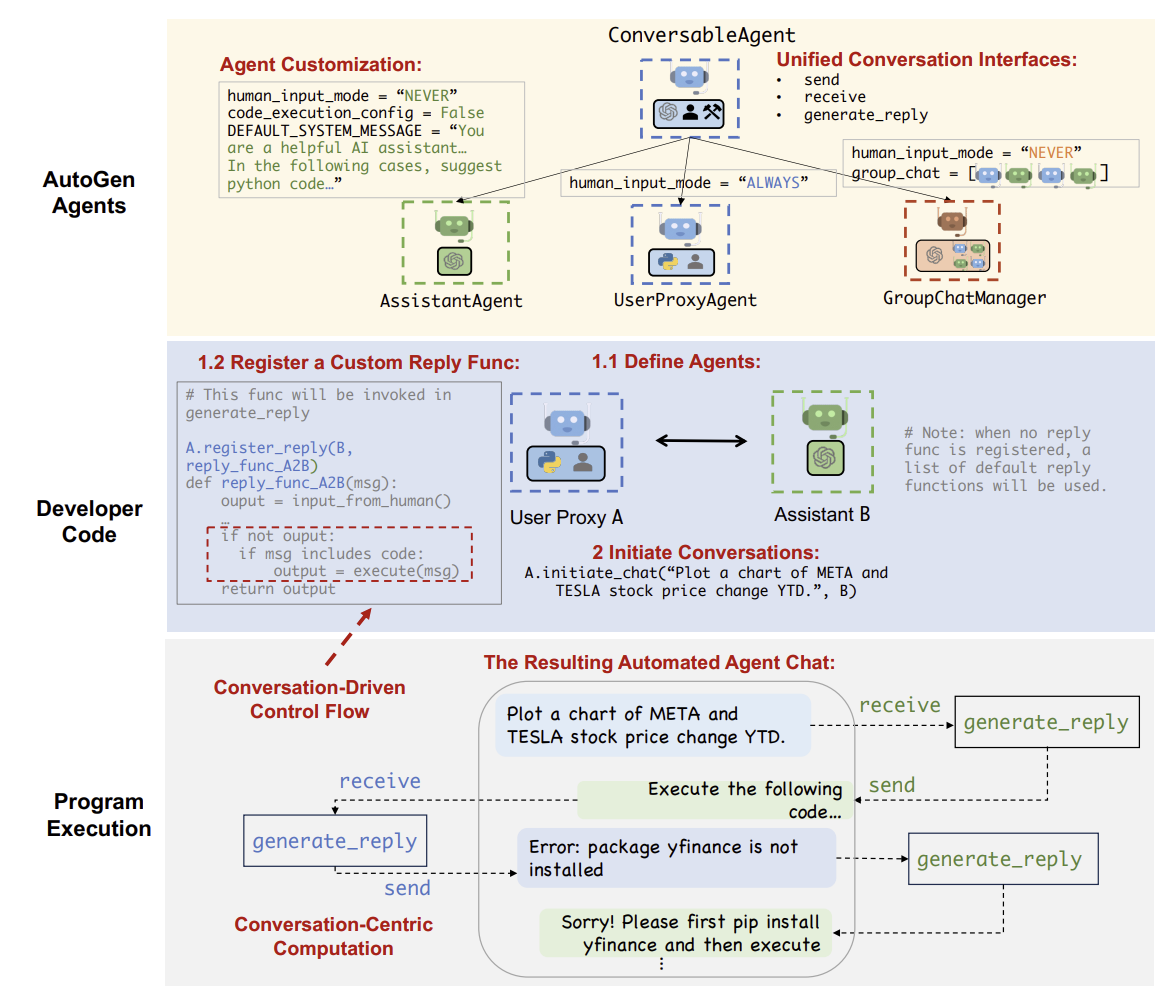 ConversableAgent
Agent Customization:
human_input_mode = “NEVER”
code_execution_config = False
DEFAULT_SYSTEM_MESSAGE = “You
are a helpful AI assistant…
In the following cases, suggest
python code…”
Unified Conversation Interfaces:
• send
• receive
• generate_reply
human_input_mode = “NEVER”
group_chat = [ ]
human_input_mode = “ALWAYS”
AutoGen
Agents
AssistantAgent
UserProxyAgent
GroupChatManager
1.2 Register a Custom Reply Func:
1.1 Define Agents:
# This func will be invoked in
generate_reply
A.register_reply(B,
reply_func_A2B)
def reply_func_A2B(msg):
ouput = input_from_human()
…
if not ouput:
if msg includes code:
output = execute(msg)
return output
User Proxy A
Assistant B
# Note: when no reply
func is registered, a
list of default reply
functions will be used.
Developer
Code
2 Initiate Conversations:
A.initiate_chat(“Plot a chart of META and
TESLA stock price change YTD.”, B)
The Resulting Automated Agent Chat:
Conversation-Driven
Control Flow
Plot a chart of META and
TESLA stock price change YTD.
receive
generate_reply
send
Execute the following
code…
receive
generate_reply
send
Program
Execution
Error: package yfinance is not
installed
generate_reply
Conversation-Centric
Computation
Sorry! Please first pip install
yfinance and then execute
⋮